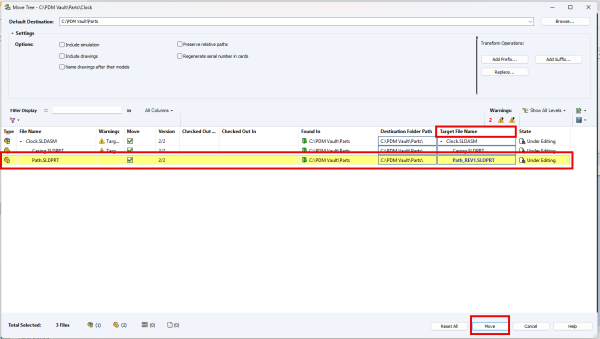 Move Tree - C:\PDM Vault\Parts\Clock
Default Destination: C:\PDM Vault\Parts Browse...
Settings
Options: Include simulation Preserve relative paths Transform Operations:
Include drawings Regenerate serial number in cards Add Prefix... Add Suffix...
Name drawings after their models Replace...
Filter Display in All Columns Warnings: Show All Levels
2
Type File Name Warnings Move Version Checked Out ... Checked Out In Found In Destination Folder Path Target File Name State
Clock.SLDASM Targ... 2/2 C:\PDM Vault\Parts C:\PDM Vault\Parts\ Clock.SLDASM Under Editing
Casing.SLDPRT Targ... 2/2 C:\PDM Vault\Parts C:\PDM Vault\Parts\ Casing.SLDPRT Under Editing
Path.SLDPRT 2/2 C:\PDM Vault\Parts C:\PDM Vault\Parts\ Path_REV1.SLDPRT Under Editing
Total Selected: 3 Files (1) (2) (0) (0) Reset All Move Cancel Help